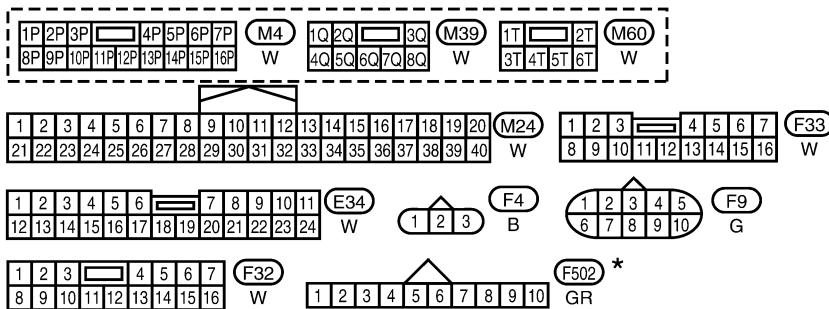 1P 2P 3P 4P 5P 6P 7P M4 1Q 2Q 3Q M39 1T 2T M60
8P 9P 10P 11P 12P 13P 14P 15P 16P W 4Q 5Q 6Q 7Q 8Q W 3T 4T 5T 6T W
1 2 3 4 5 6 7 8 9 10 11 12 13 14 15 16 17 18 19 20 M24 1 2 3 4 5 6 7 F33
21 22 23 24 25 26 27 28 29 30 31 32 33 34 35 36 37 38 39 40 W 8 9 10 11 12 13 14 15 16 W
1 2 3 4 5 6 7 8 9 10 11 E34 1 2 3 F4 1 2 3 4 5 F9
12 13 14 15 16 17 18 19 20 21 22 23 24 W B 6 7 8 9 10 G
1 2 3 4 5 6 7 F32 1 2 3 4 5 6 7 8 9 10 F502 *
8 9 10 11 12 13 14 15 16 W GR